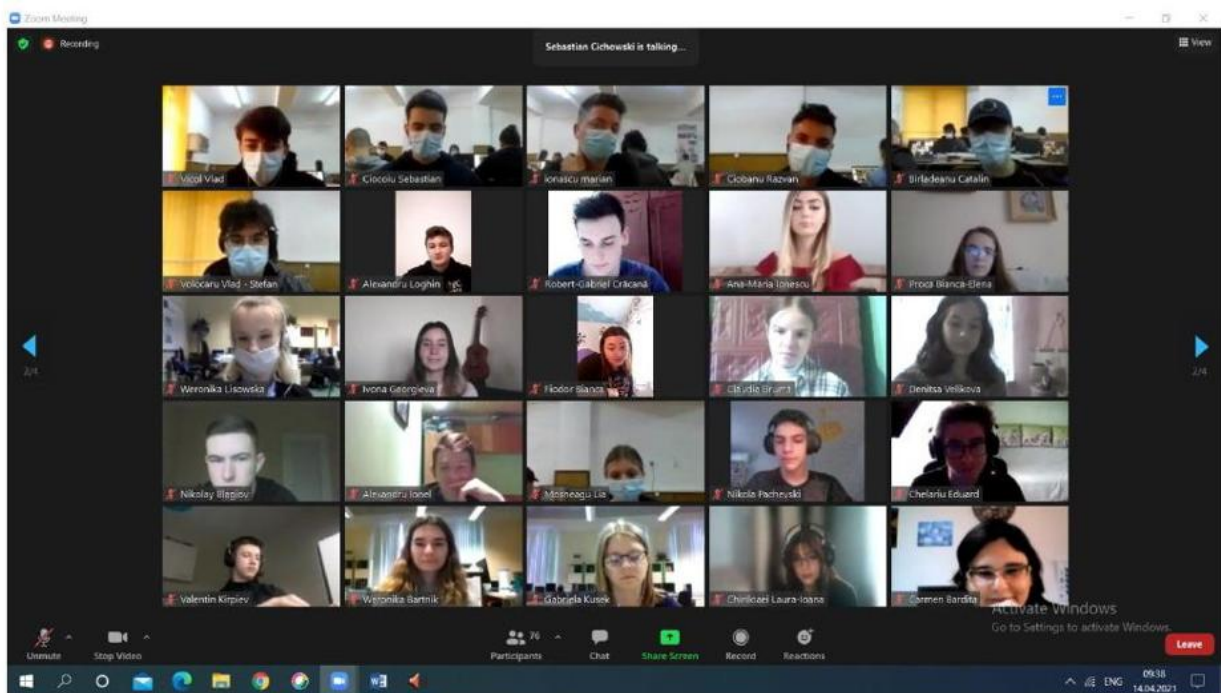 Zoom Meeting
Recording
Sebastian Cichowski is talking...
View
Vicol Vlad
Ciocoiu Sebastian
Ionascu marian
Ciobanu Razvan
Birladeanu Catalin
Volocaru Vlad - Stefan
Alexandru Loghin
Robert-Gabriel Crăcană
Ana-Maria Ionescu
Proca Bianca-Elena
2/4
Weronika Lisowska
Ivona Georgieva
Fiodor Bianca
Claudia Bruma
Denitsa Velikova
2/4
Nikolay Blagiov
Alexandru Ionel
Mosneagu Lia
Nikola Pachevski
Chelariu Eduard
Valentin Kirpiev
Weronika Bartnik
Gabriela Kusek
Chirilidaei Laura-Ioana
Carmen Bardita
Activate Windows
Go to Settings to activate Windows.
Unmute
Stop Video
76
Participants
Chat
Share Screen
Record
Reactions
Leave
ENG
09:38
14.04.2021